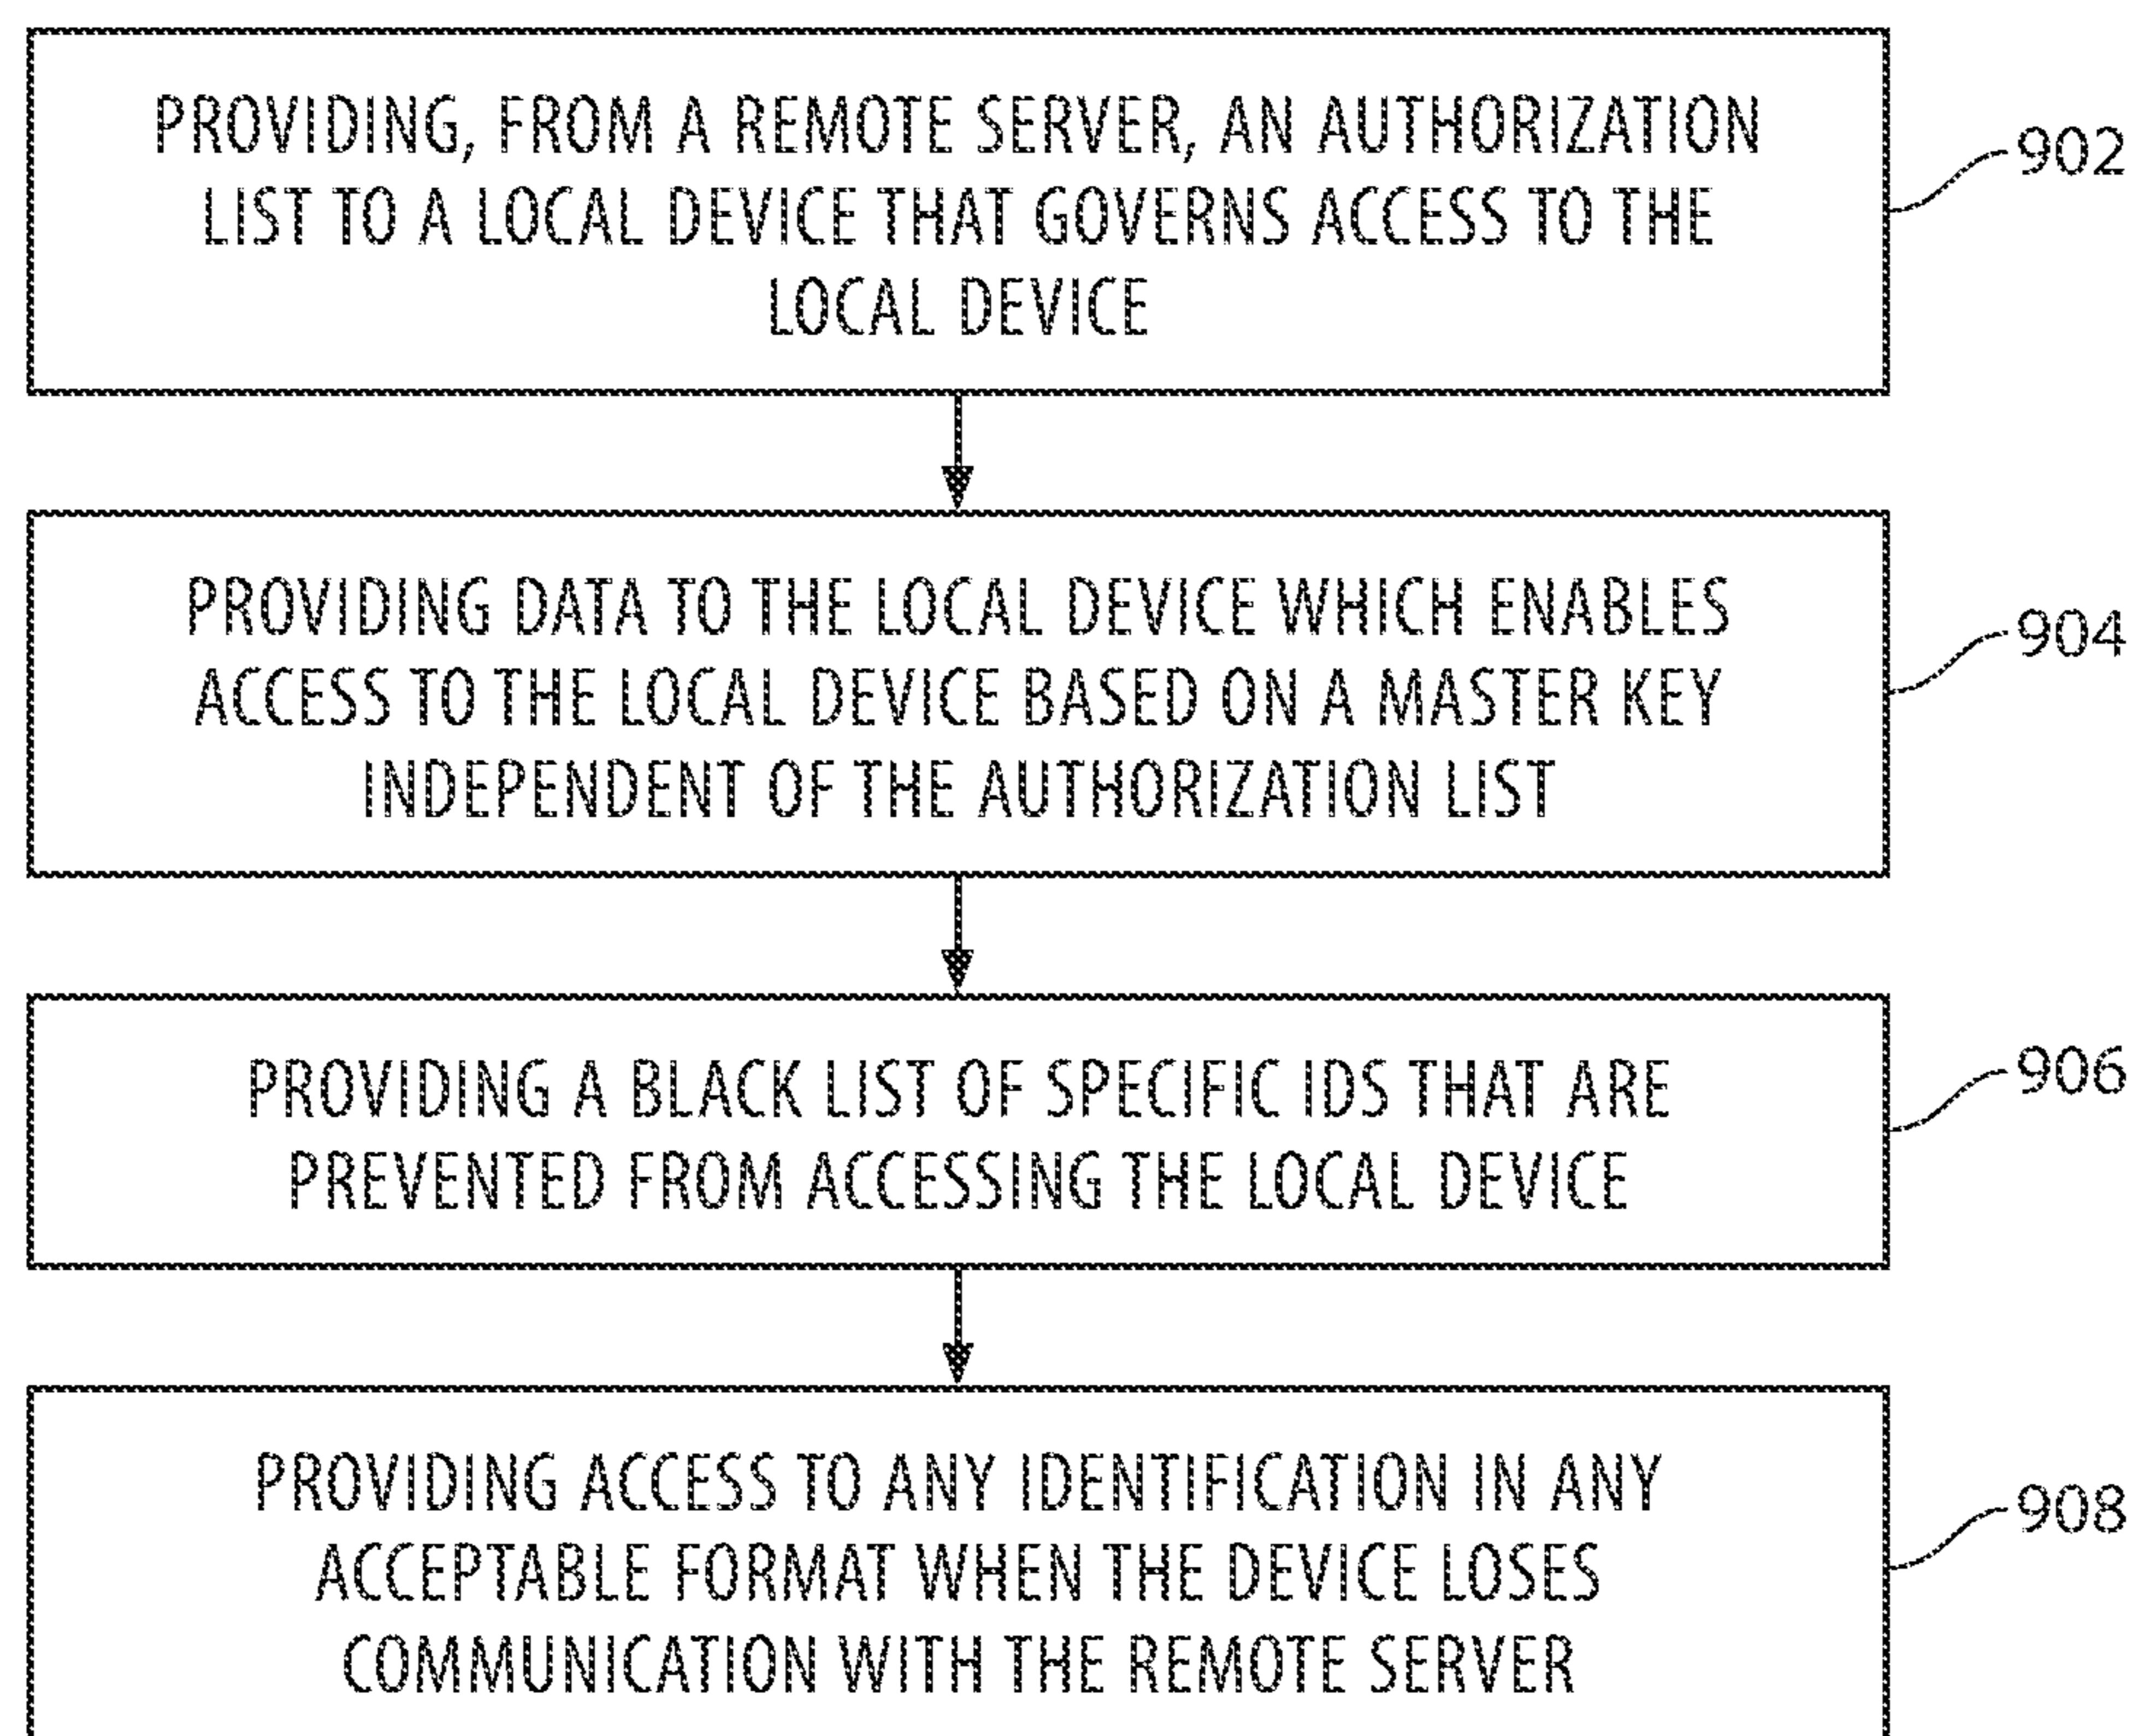 PROVIDING, FROM A REMOTE SERVER, AN AUTHORIZATION
LIST TO A LOCAL DEVICE THAT GOVERNS ACCESS TO THE
LOCAL DEVICE
902
PROVIDING DATA TO THE LOCAL DEVICE WHICH ENABLES
ACCESS TO THE LOCAL DEVICE BASED ON A MASTER KEY
INDEPENDENT OF THE AUTHORIZATION LIST
904
PROVIDING A BLACK LIST OF SPECIFIC IDS THAT ARE
PREVENTED FROM ACCESSING THE LOCAL DEVICE
906
PROVIDING ACCESS TO ANY IDENTIFICATION IN ANY
ACCEPTABLE FORMAT WHEN THE DEVICE LOSES
COMMUNICATION WITH THE REMOTE SERVER
908